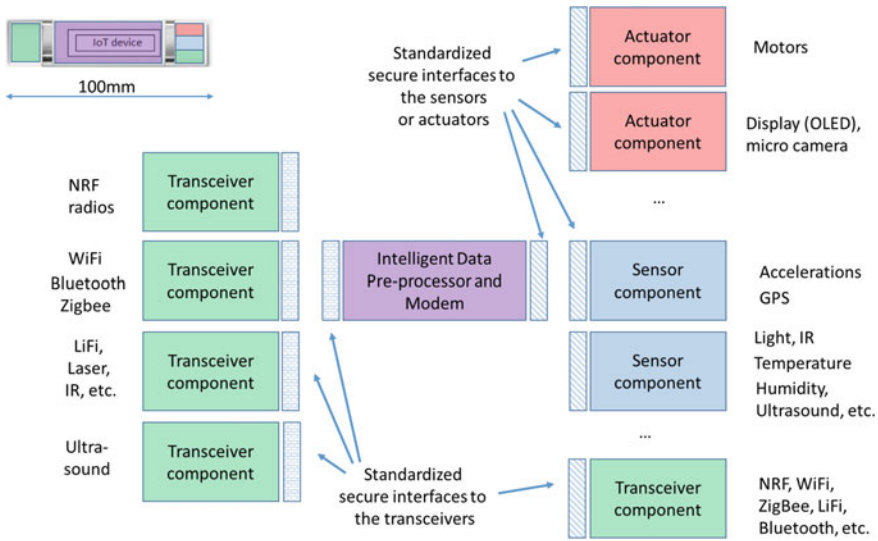 IoT device
100mm
Standardized
secure interfaces to
the sensors
or actuators
Actuator
component
Motors
Actuator
component
Display (OLED),
micro camera
...
NRF
radios
Transceiver
component
WiFi
Bluetooth
Zigbee
Transceiver
component
Intelligent Data
Pre-processor and
Modem
Sensor
component
Accelerations
GPS
LiFi,
Laser,
IR, etc.
Transceiver
component
Sensor
component
Light, IR
Temperature
Humidity,
Ultrasound, etc.
...
Ultra-
sound
Transceiver
component
Standardized
secure interfaces to
the transceivers
Transceiver
component
NRF, WiFi,
ZigBee, LiFi,
Bluetooth, etc.